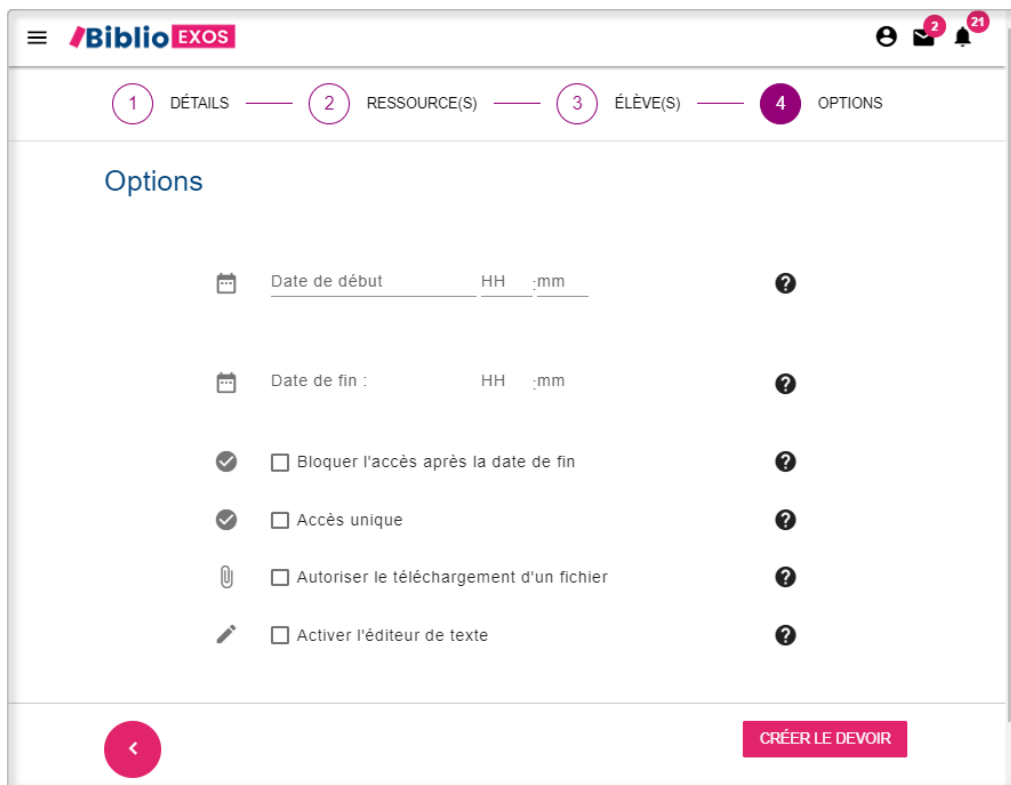 Biblio EXOS 2 21
1 DÉTAILS 2 RESSOURCE(S) 3 ÉLÈVE(S) 4 OPTIONS
Options
Date de début HH :mm ?
Date de fin : HH :mm ?
Bloquer l'accès après la date de fin ?
Accès unique ?
Autoriser le téléchargement d'un fichier ?
Activer l'éditeur de texte ?
CRÉER LE DEVOIR